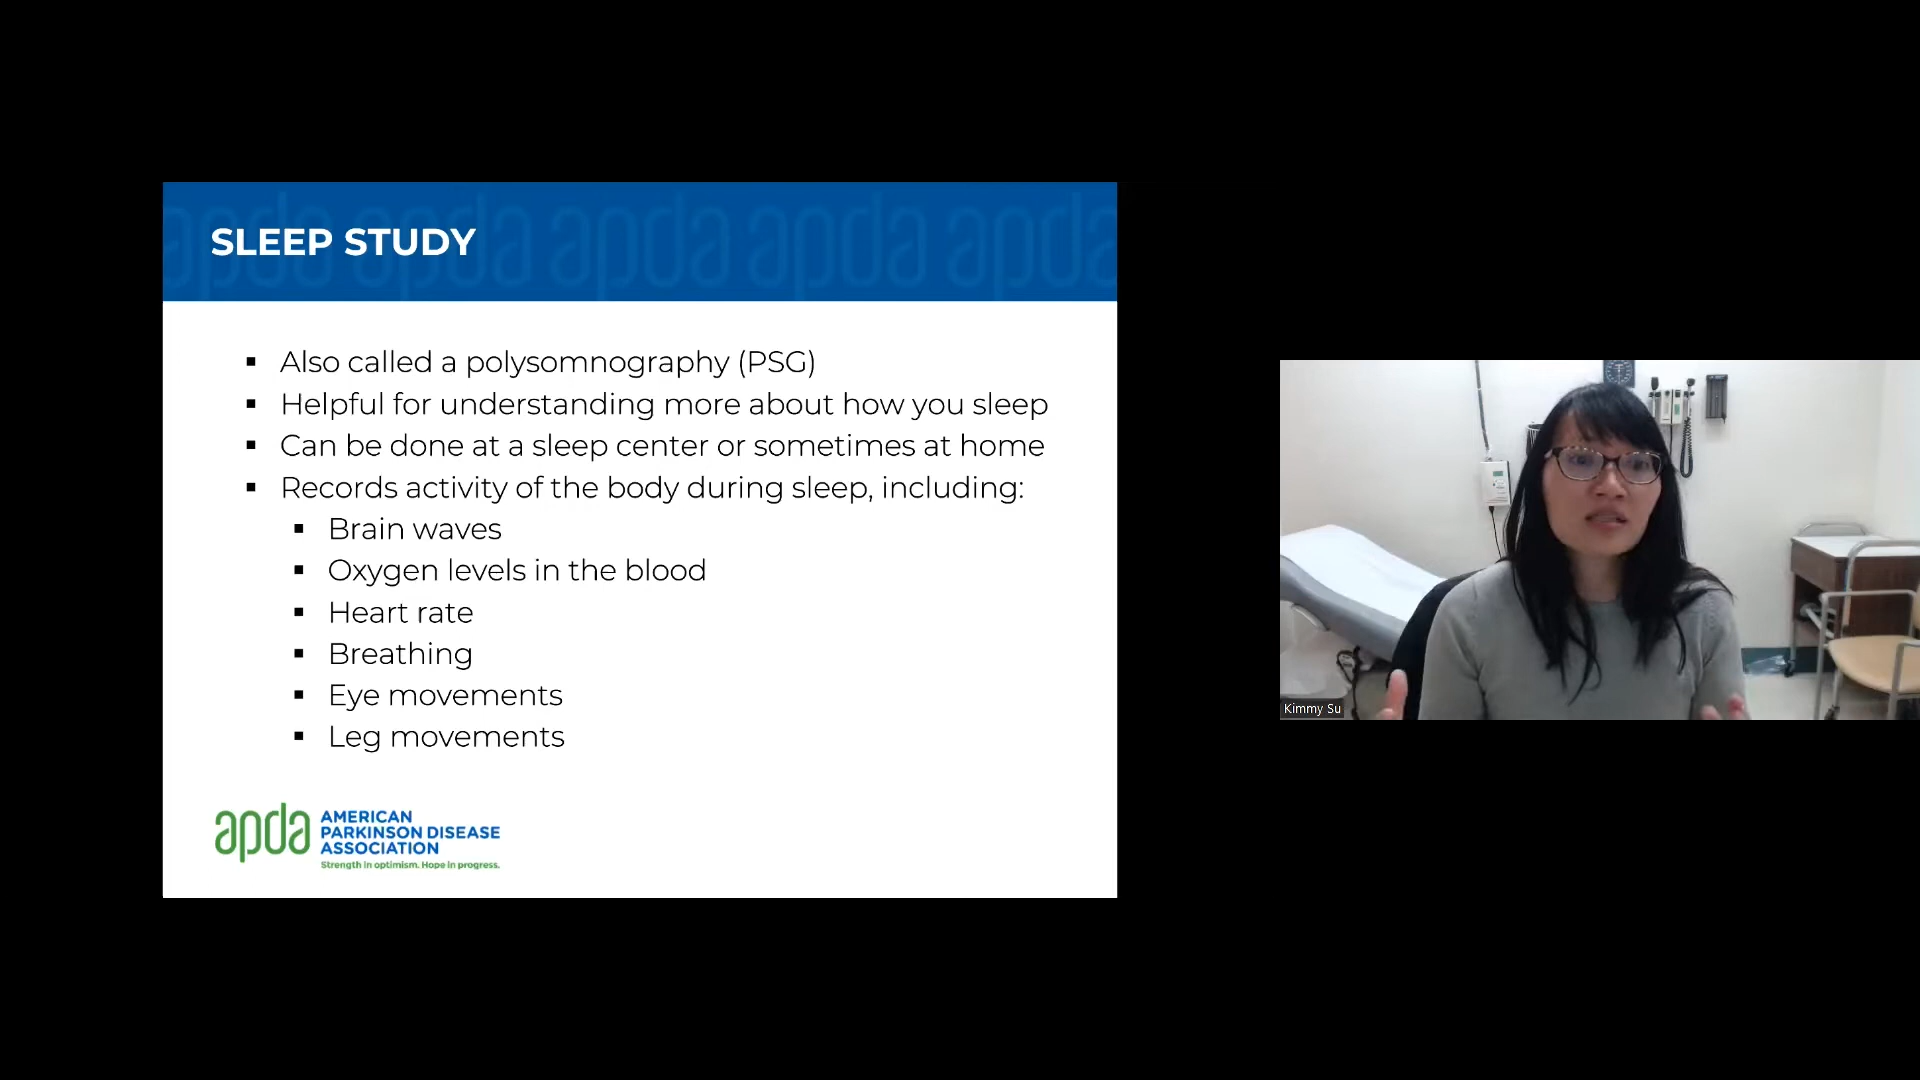 SLEEP STUDY
Also called a polysomnography (PSG)
Helpful for understanding more about how you sleep
Can be done at a sleep center or sometimes at home
Records activity of the body during sleep, including:
Brain waves
Oxygen levels in the blood
Heart rate
Breathing
Eye movements
Leg movements
apda
AMERICAN
PARKINSON DISEASE
ASSOCIATION
Strength in optimism. Hope in progress.
Kimmy Su